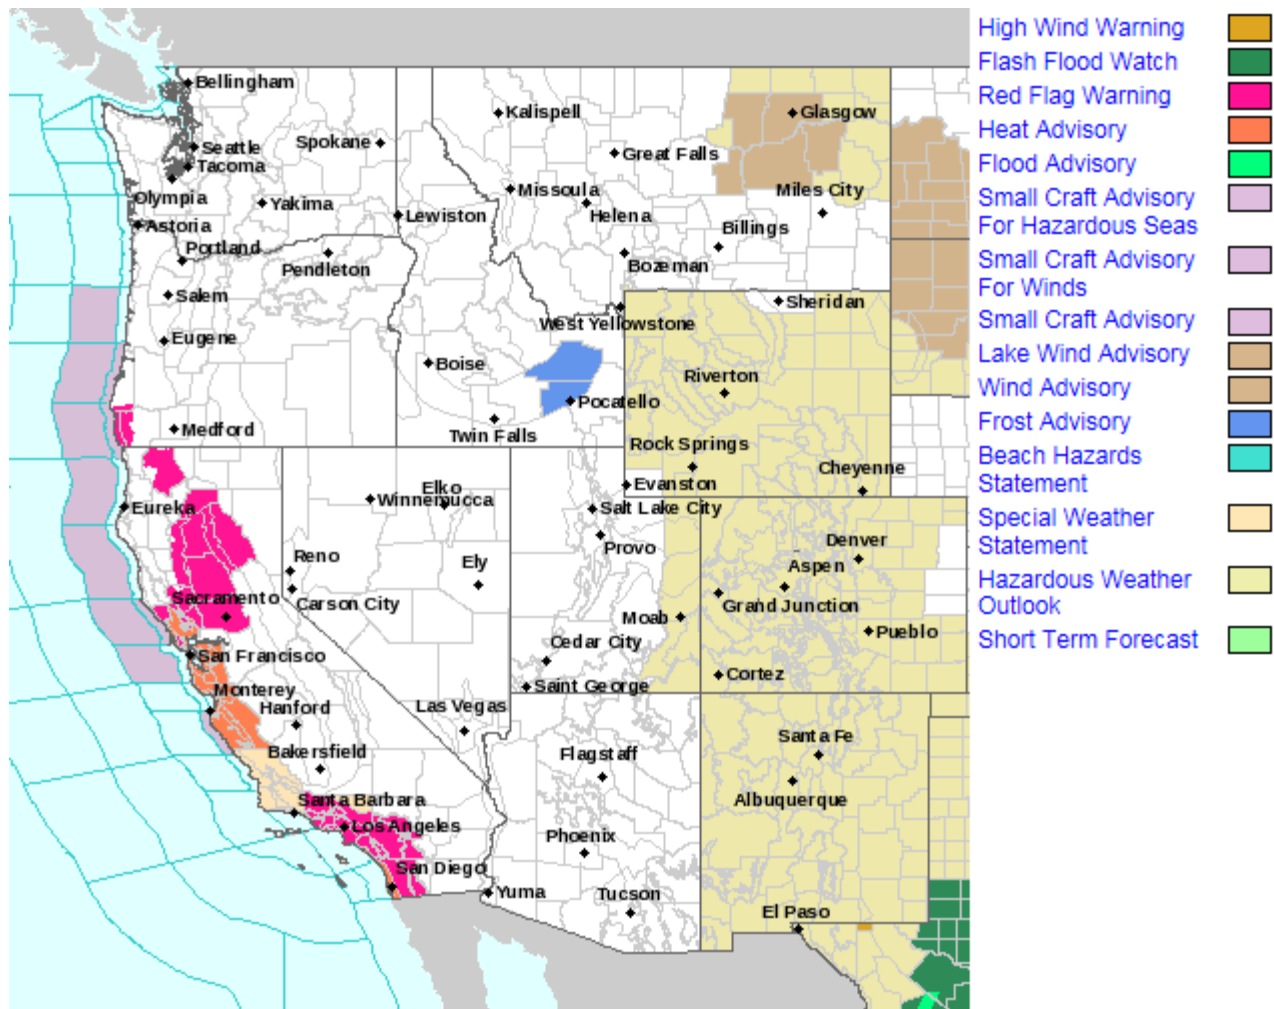 High Wind Warning
Flash Flood Watch
Red Flag Warning
Heat Advisory
Flood Advisory
Small Craft Advisory
For Hazardous Seas
Small Craft Advisory
For Winds
Small Craft Advisory
Lake Wind Advisory
Wind Advisory
Frost Advisory
Beach Hazards
Statement
Special Weather
Statement
Hazardous Weather
Outlook
Short Term Forecast
Bellingham
Kalispell
Glasgow
Spokane
Seattle
Great Falls
Tacoma
Missoula
Miles City
Olympia
Yakima
Lewiston
Helena
Astoria
Billings
Portland
Pendleton
Bozeman
Salem
Sheridan
West Yellowstone
Eugene
Boise
Riverton
Pocatello
Medford
Twin Falls
Rock Springs
Cheyenne
Evanston
Elko
Winnemucca
Eureka
Salt Lake City
Provo
Denver
Reno
Ely
Aspen
Sacramento
Carson City
Grand Junction
Moab
Pueblo
Cedar City
San Francisco
Cortez
Saint George
Monterey
Hanford
Las Vegas
Santa Fe
Bakersfield
Flagstaff
Santa Barbara
Albuquerque
Los Angeles
Phoenix
San Diego
Yuma
Tucson
El Paso